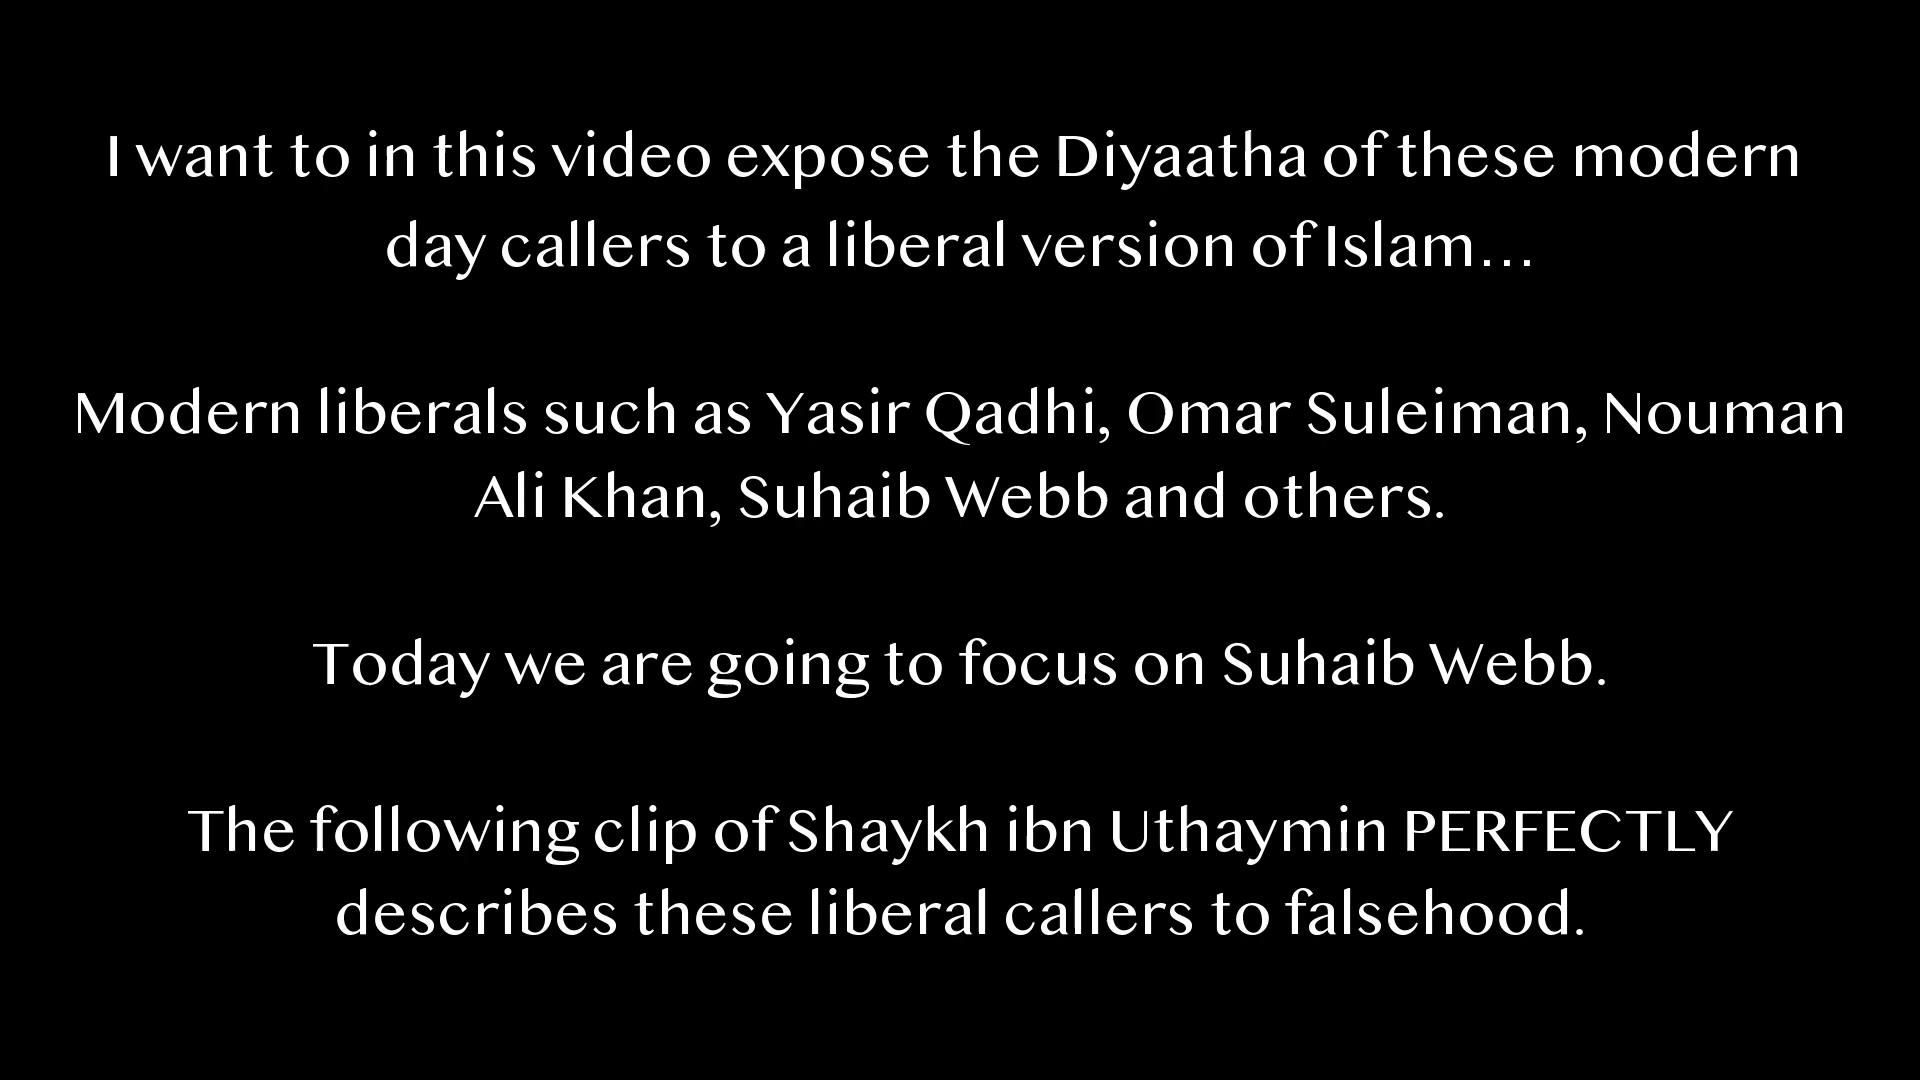 I want to in this video expose the Diyaatha of these modern
day callers to a liberal version of Islam...
Modern liberals such as Yasir Qadhi, Omar Suleiman, Nouman
Ali Khan, Suhaib Webb and others.
Today we are going to focus on Suhaib Webb.
The following clip of Shaykh ibn Uthaymin PERFECTLY
describes these liberal callers to falsehood.